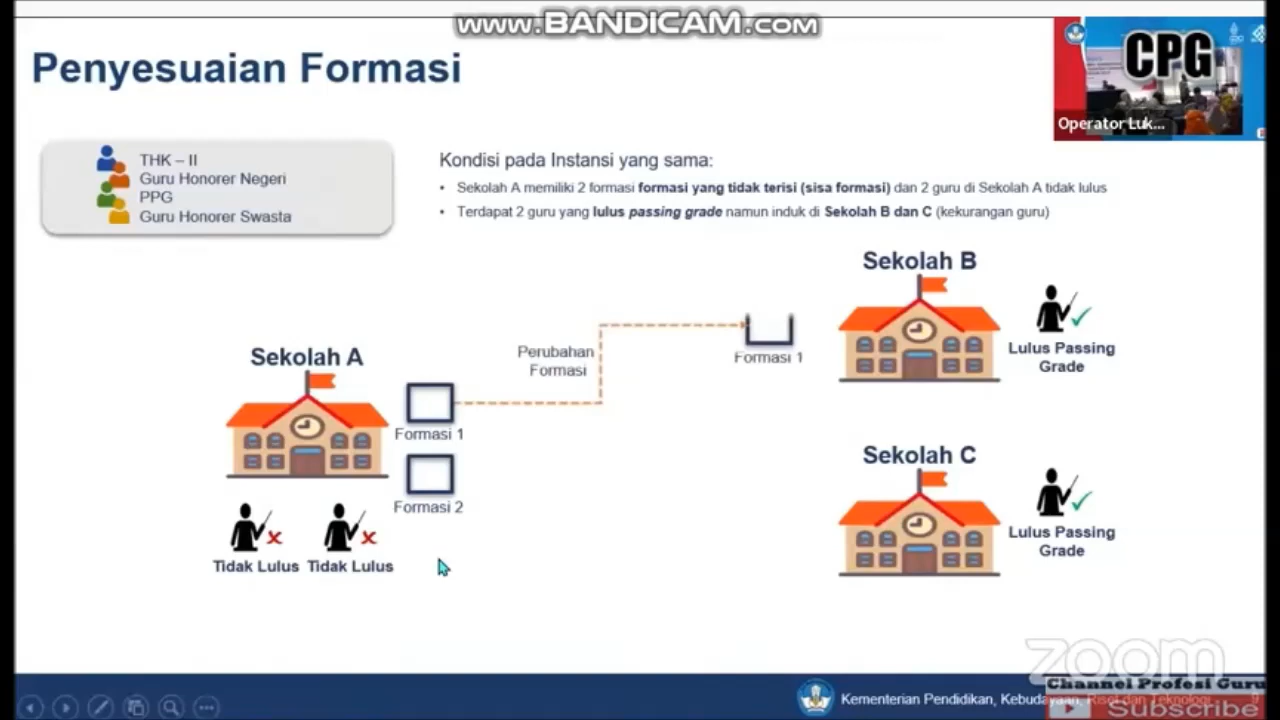 www.BANDICAM.com
Penyesuaian Formasi
CPG
Operator Luk...
THK – II
Guru Honorer Negeri
PPG
Guru Honorer Swasta
Kondisi pada Instansi yang sama:
• Sekolah A memiliki 2 formasi formasi yang tidak terisi (sisa formasi) dan 2 guru di Sekolah A tidak lulus
• Terdapat 2 guru yang lulus passing grade namun induk di Sekolah B dan C (kekurangan guru)
Sekolah B
Lulus Passing
Grade
Perubahan
Formasi
Formasi 1
Sekolah A
Formasi 1
Formasi 2
Tidak Lulus
Tidak Lulus
Sekolah C
Lulus Passing
Grade
zoom
Channel Profesi Guru
Kementerian Pendidikan, Kebudayaan, Riset dan Teknologi
9
Subscribe